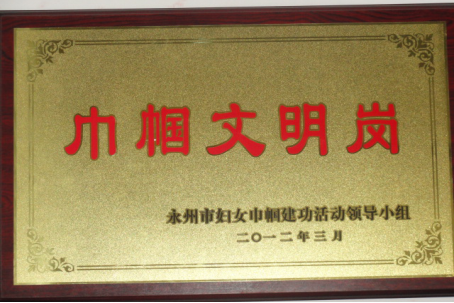 巾帼文明岗
永州市妇女巾帼建功活动领导小组
二〇一二年三月